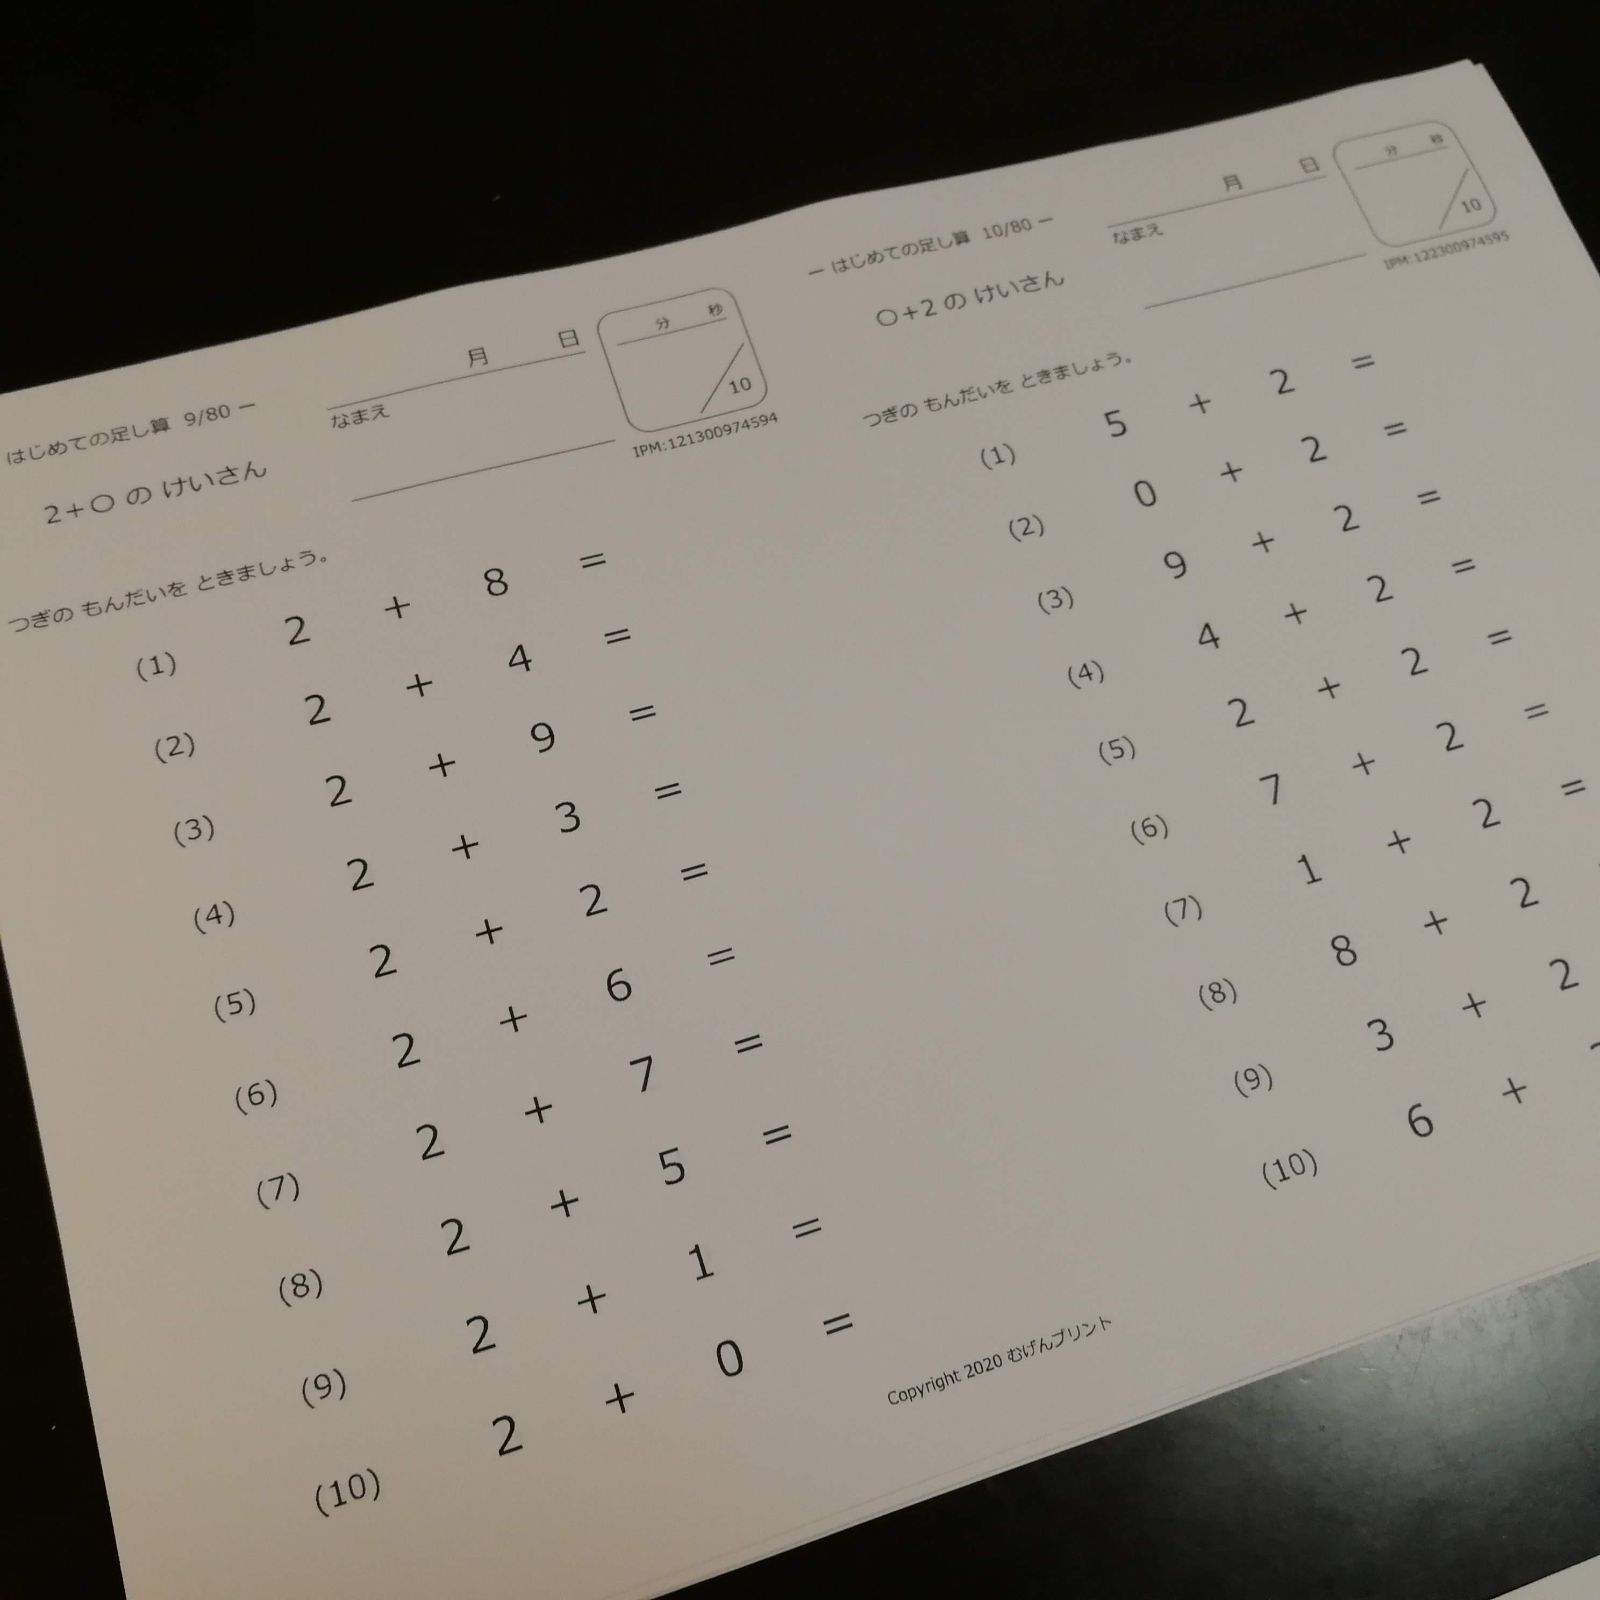 はじめての足し算 9/80 ー
2+〇 の けいさん
月 日
なまえ
分 秒
10
IPM:121300974594
つぎの もんだいを ときましょう。
(1) 2 + 8 =
(2) 2 + 4 =
(3) 2 + 9 =
(4) 2 + 3 =
(5) 2 + 2 =
(6) 2 + 6 =
(7) 2 + 7 =
(8) 2 + 5 =
(9) 2 + 1 =
(10) 2 + 0 =
ー はじめての足し算 10/80 ー
〇+2 の けいさん
月 日
なまえ
分 秒
10
IPM:122300974595
つぎの もんだいを ときましょう。
(1) 5 + 2 =
(2) 0 + 2 =
(3) 9 + 2 =
(4) 4 + 2 =
(5) 2 + 2 =
(6) 7 + 2 =
(7) 1 + 2 =
(8) 8 + 2
(9) 3 + 2
(10) 6 +
Copyright 2020 むげんプリント